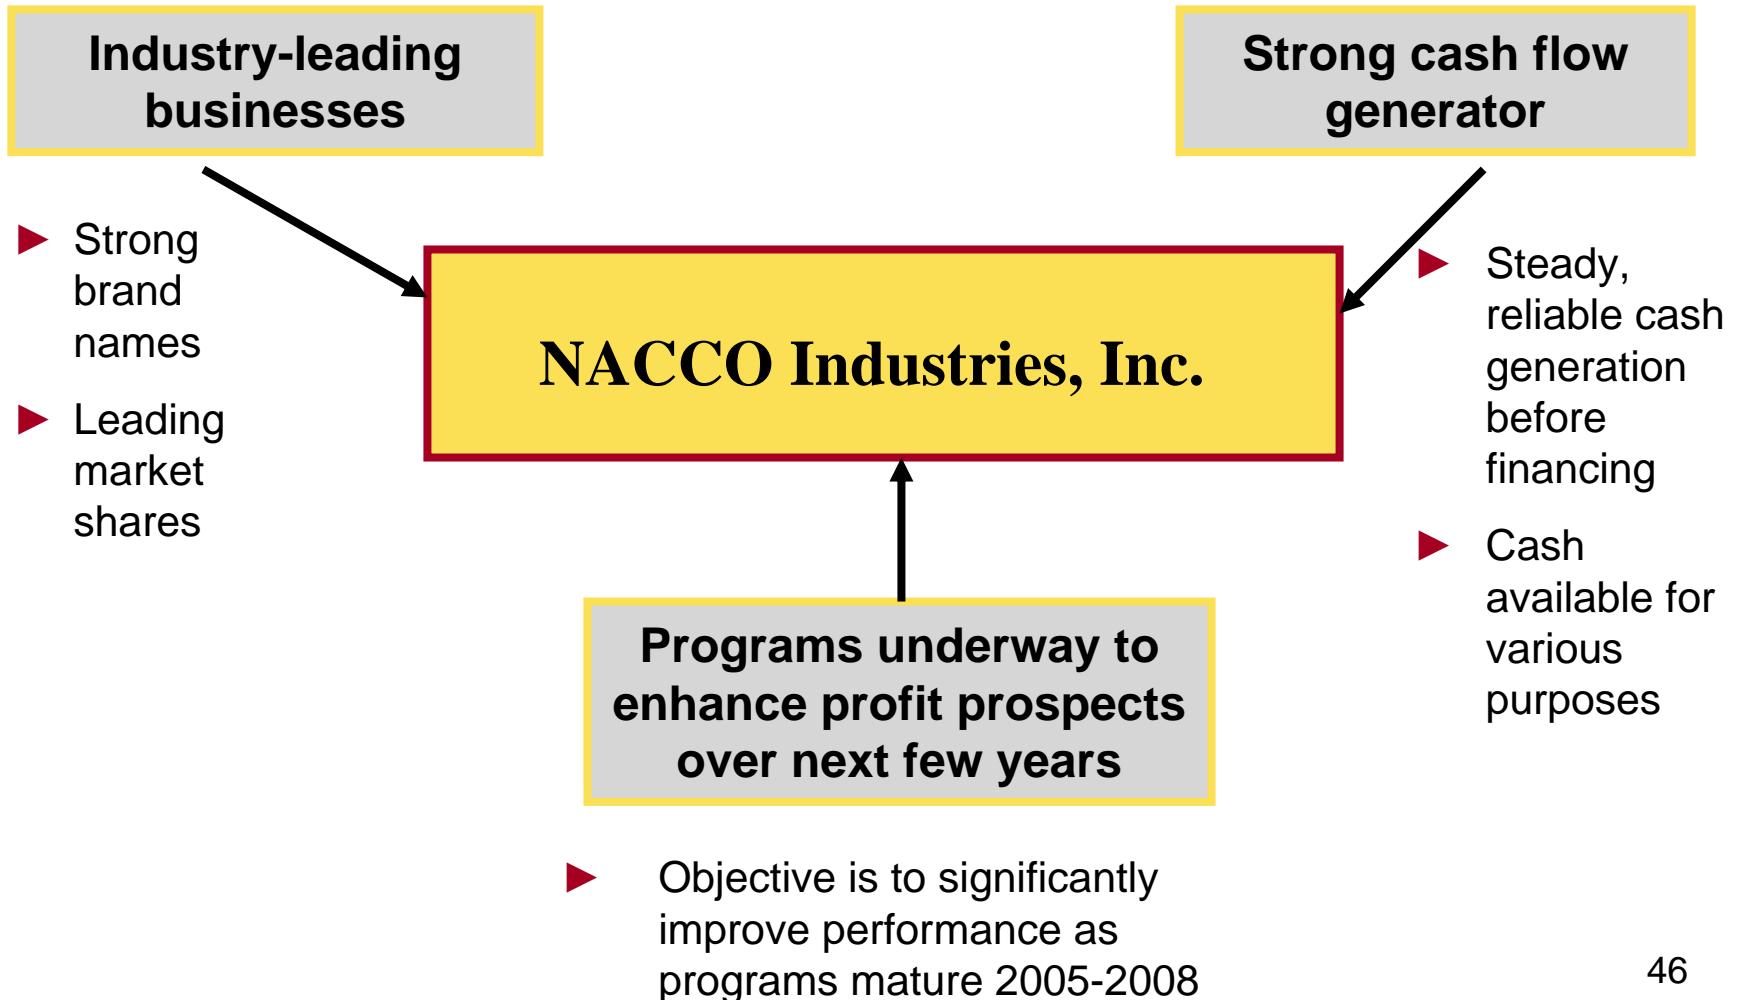 Industry-leading
businesses
Strong cash flow
generator
► Strong
brand
names
► Leading
market
shares
NACCO Industries, Inc.
► Steady,
reliable cash
generation
before
financing
► Cash
available for
various
purposes
Programs underway to
enhance profit prospects
over next few years
► Objective is to significantly
improve performance as
programs mature 2005-2008
46